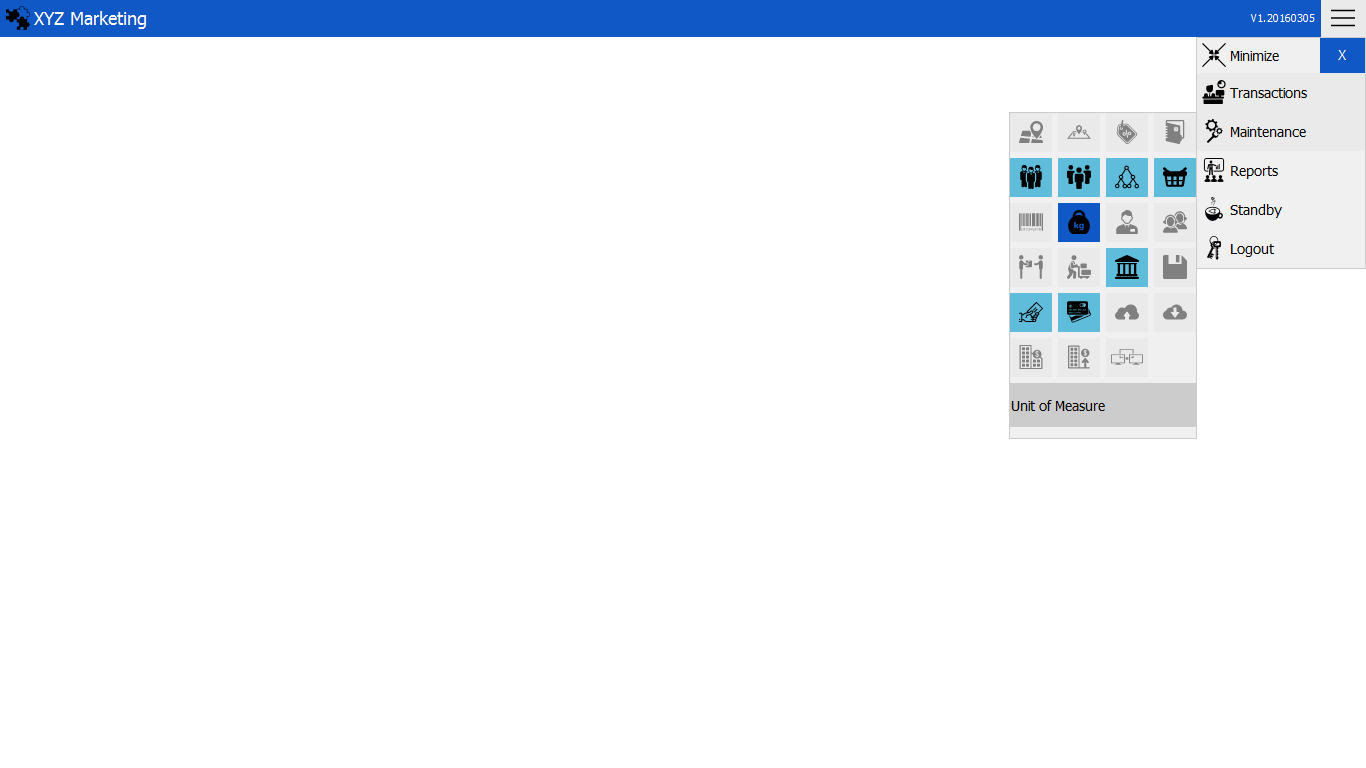 XYZ Marketing
V1.20160305
Minimize
X
Transactions
Maintenance
Reports
Standby
Logout
kg
Unit of Measure